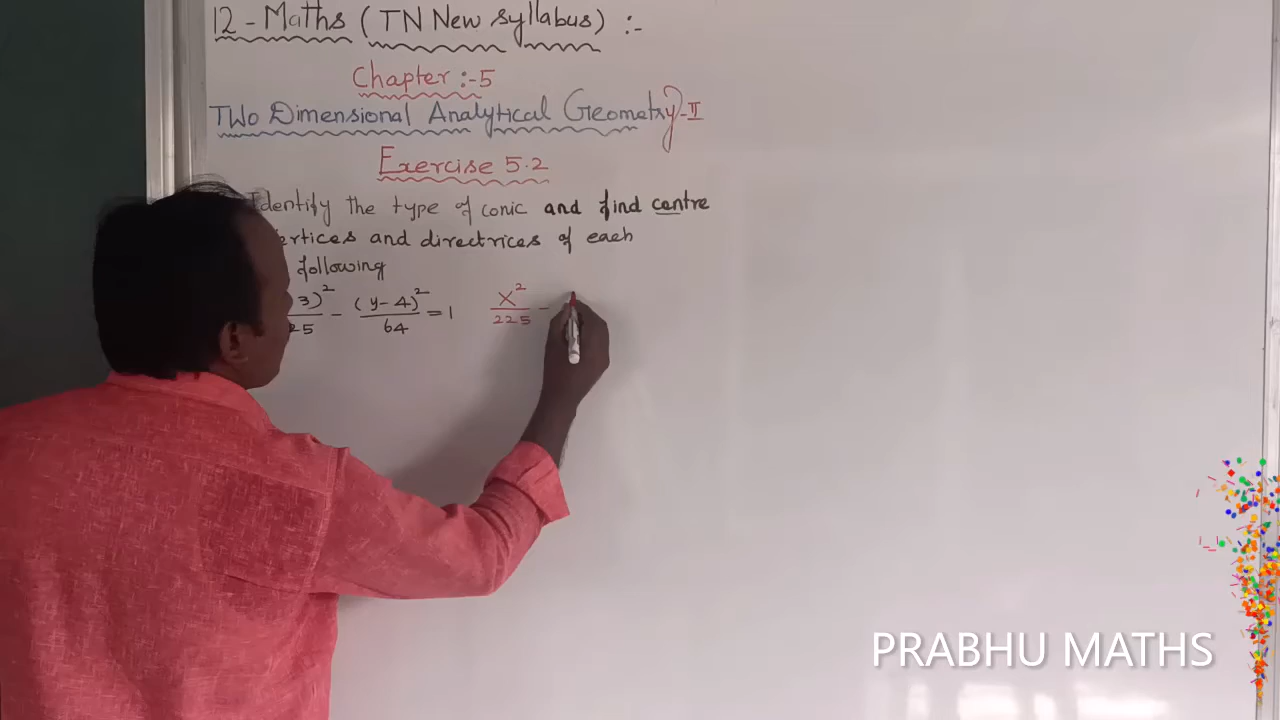 12 - Maths ( TN New syllabus) :-
Chapter :-5
TWO Dimensional Analytical Geometry-II
Exercise 5.2
Identify the type of conic and find centre
and directrices of each
following
3)² / 25 - (y-4)² / 64 = 1 X² / 225 -
PRABHU MATHS